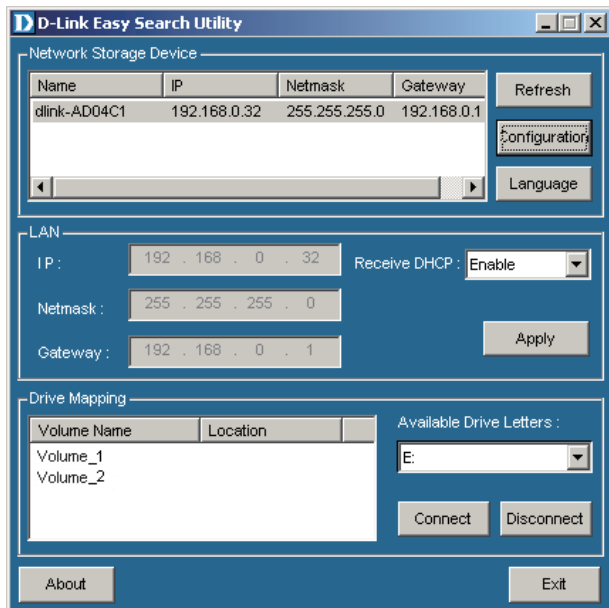 D-Link Easy Search Utility
Network Storage Device
Name IP Netmask Gateway
dlink-AD04C1 192.168.0.32 255.255.255.0 192.168.0.1
Refresh
Configuration
Language
LAN
IP : 192 . 168 . 0 . 32 Receive DHCP : Enable
Netmask : 255 . 255 . 255 . 0
Gateway : 192 . 168 . 0 . 1
Apply
Drive Mapping
Volume Name Location
Volume_1
Volume_2
Available Drive Letters :
E:
Connect Disconnect
About Exit